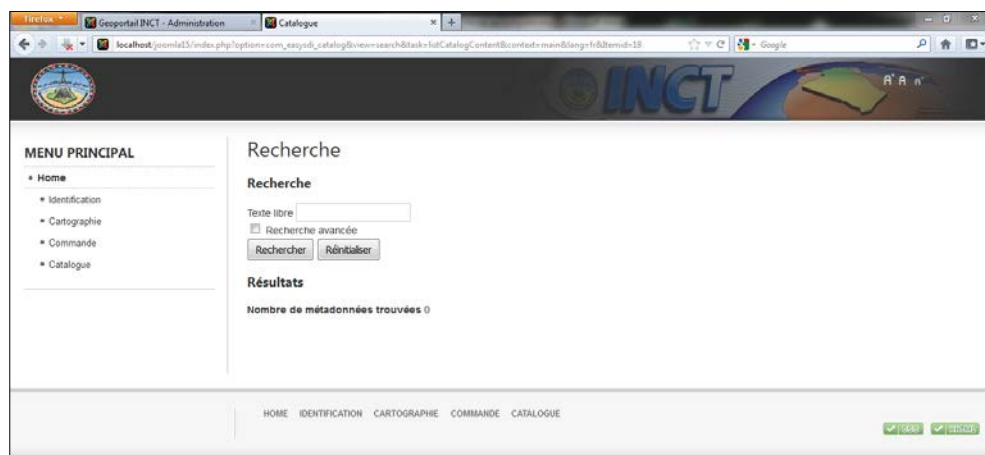 Firefox
Geoportail INCT - Administration
Catalogue
localhost/joomla15/index.php?option=com_easysdi_catalog&view=search&task=listCatalogContent&context=main&lang=fr&Itemid=18
Google
INCT
MENU PRINCIPAL
Home
Identification
Cartographie
Commande
Catalogue
Recherche
Recherche
Texte libre
Recherche avancée
Rechercher
Réinitialiser
Résultats
Nombre de métadonnées trouvées 0
HOME IDENTIFICATION CARTOGRAPHIE COMMANDE CATALOGUE